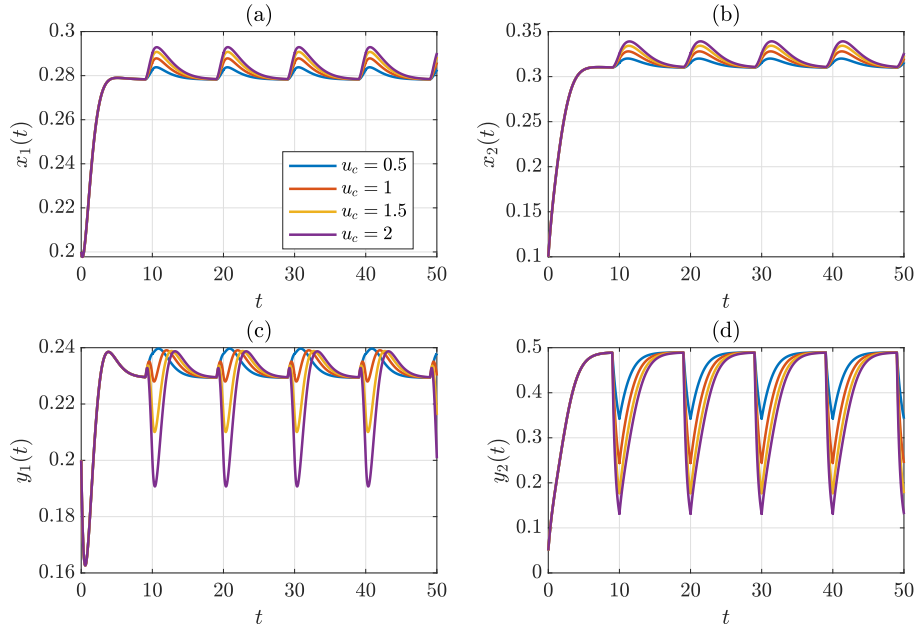 (a)
0.3
0.28
0.26
0.24
0.22
0.2
x₁(t)
0 10 20 30 40 50
t
u_c = 0.5
u_c = 1
u_c = 1.5
u_c = 2
(b)
0.35
0.3
0.25
0.2
0.15
0.1
x₂(t)
0 10 20 30 40 50
t
(c)
0.24
0.22
0.2
0.18
0.16
y₁(t)
0 10 20 30 40 50
t
(d)
0.5
0.4
0.3
0.2
0.1
0
y₂(t)
0 10 20 30 40 50
t